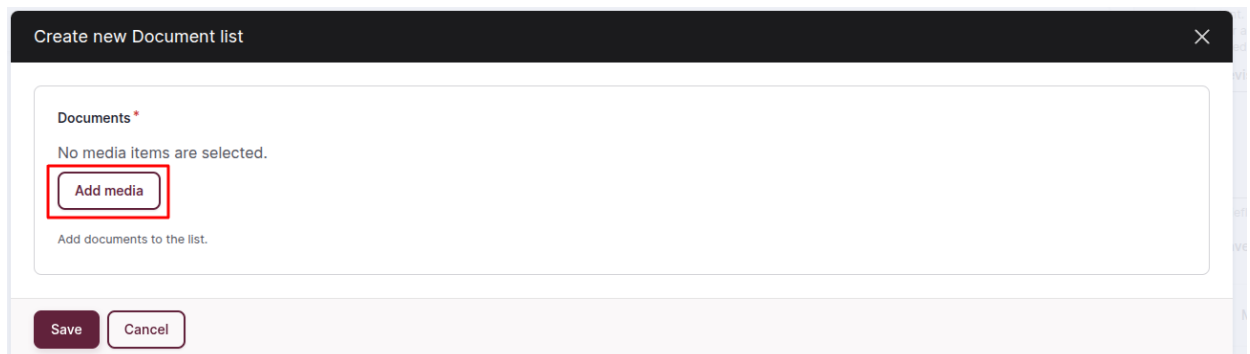 Create new Document list
Documents*
No media items are selected.
Add media
Add documents to the list.
Save Cancel